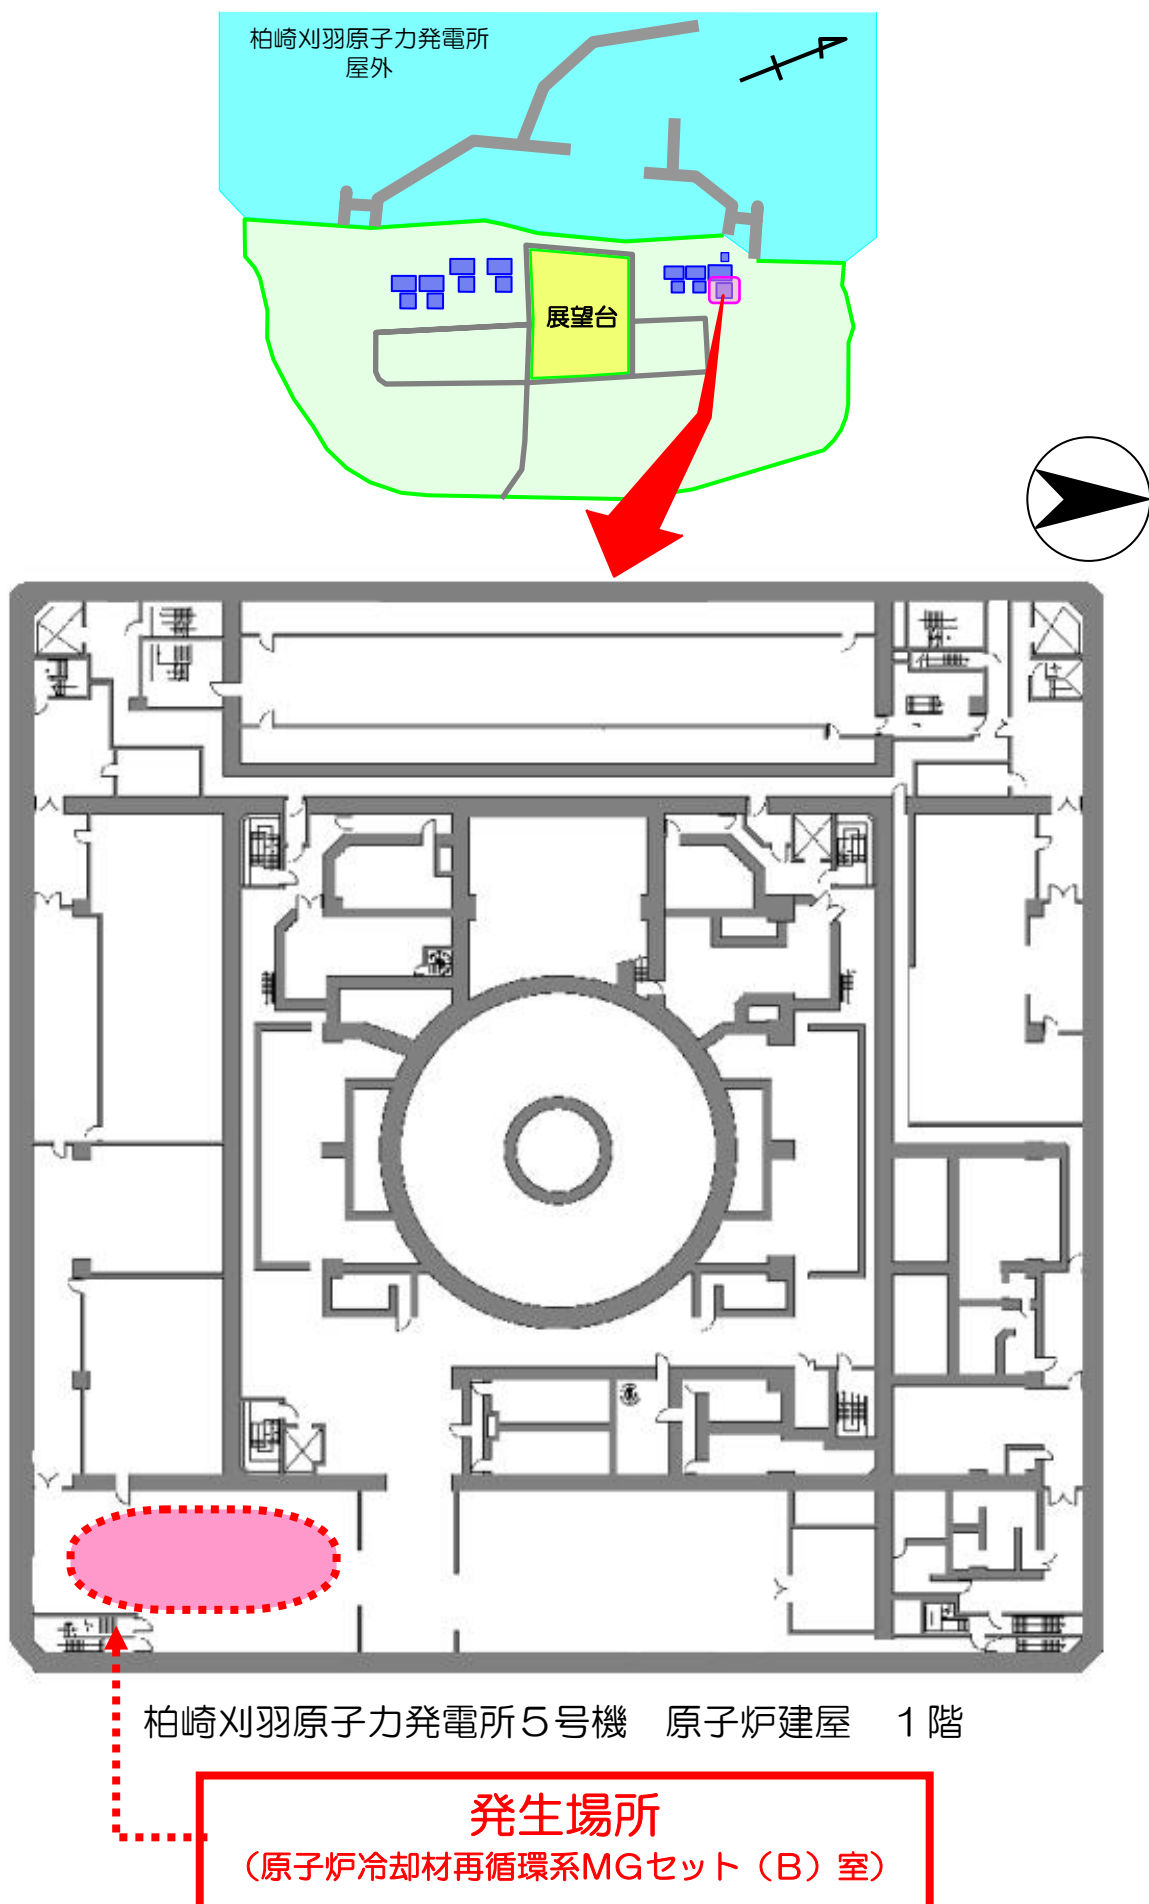 柏崎刈羽原子力発電所
屋外
展望台
柏崎刈羽原子力発電所５号機　原子炉建屋　１階
発生場所
（原子炉冷却材再循環系MGセット（B）室）